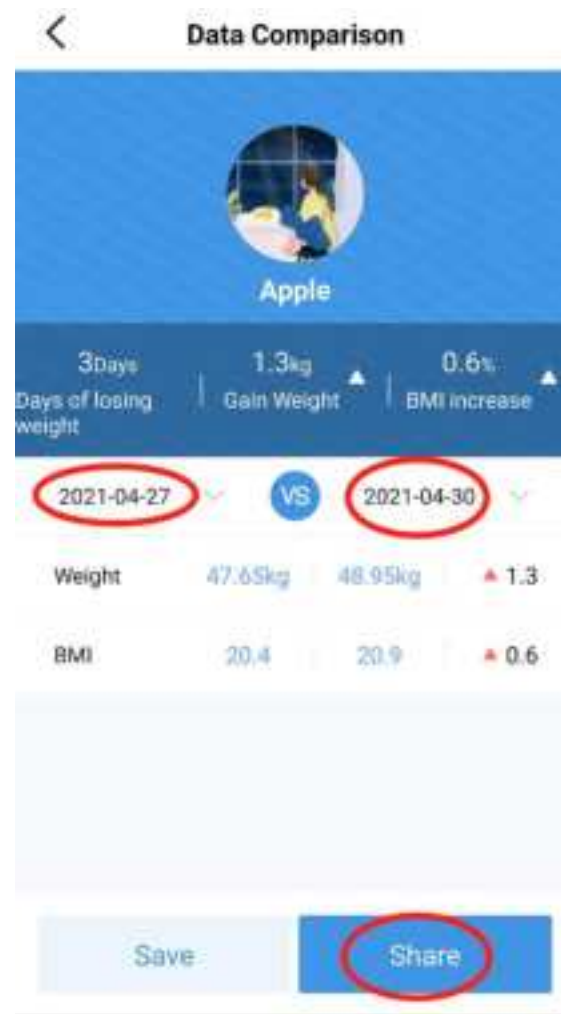 Data Comparison
Apple
3Days
Days of losing
weight
1.3kg
Gain Weight
0.6%
BMI increase
2021-04-27 VS 2021-04-30
Weight 47.65kg 48.95kg 1.3
BMI 20.4 20.9 0.6
Save Share